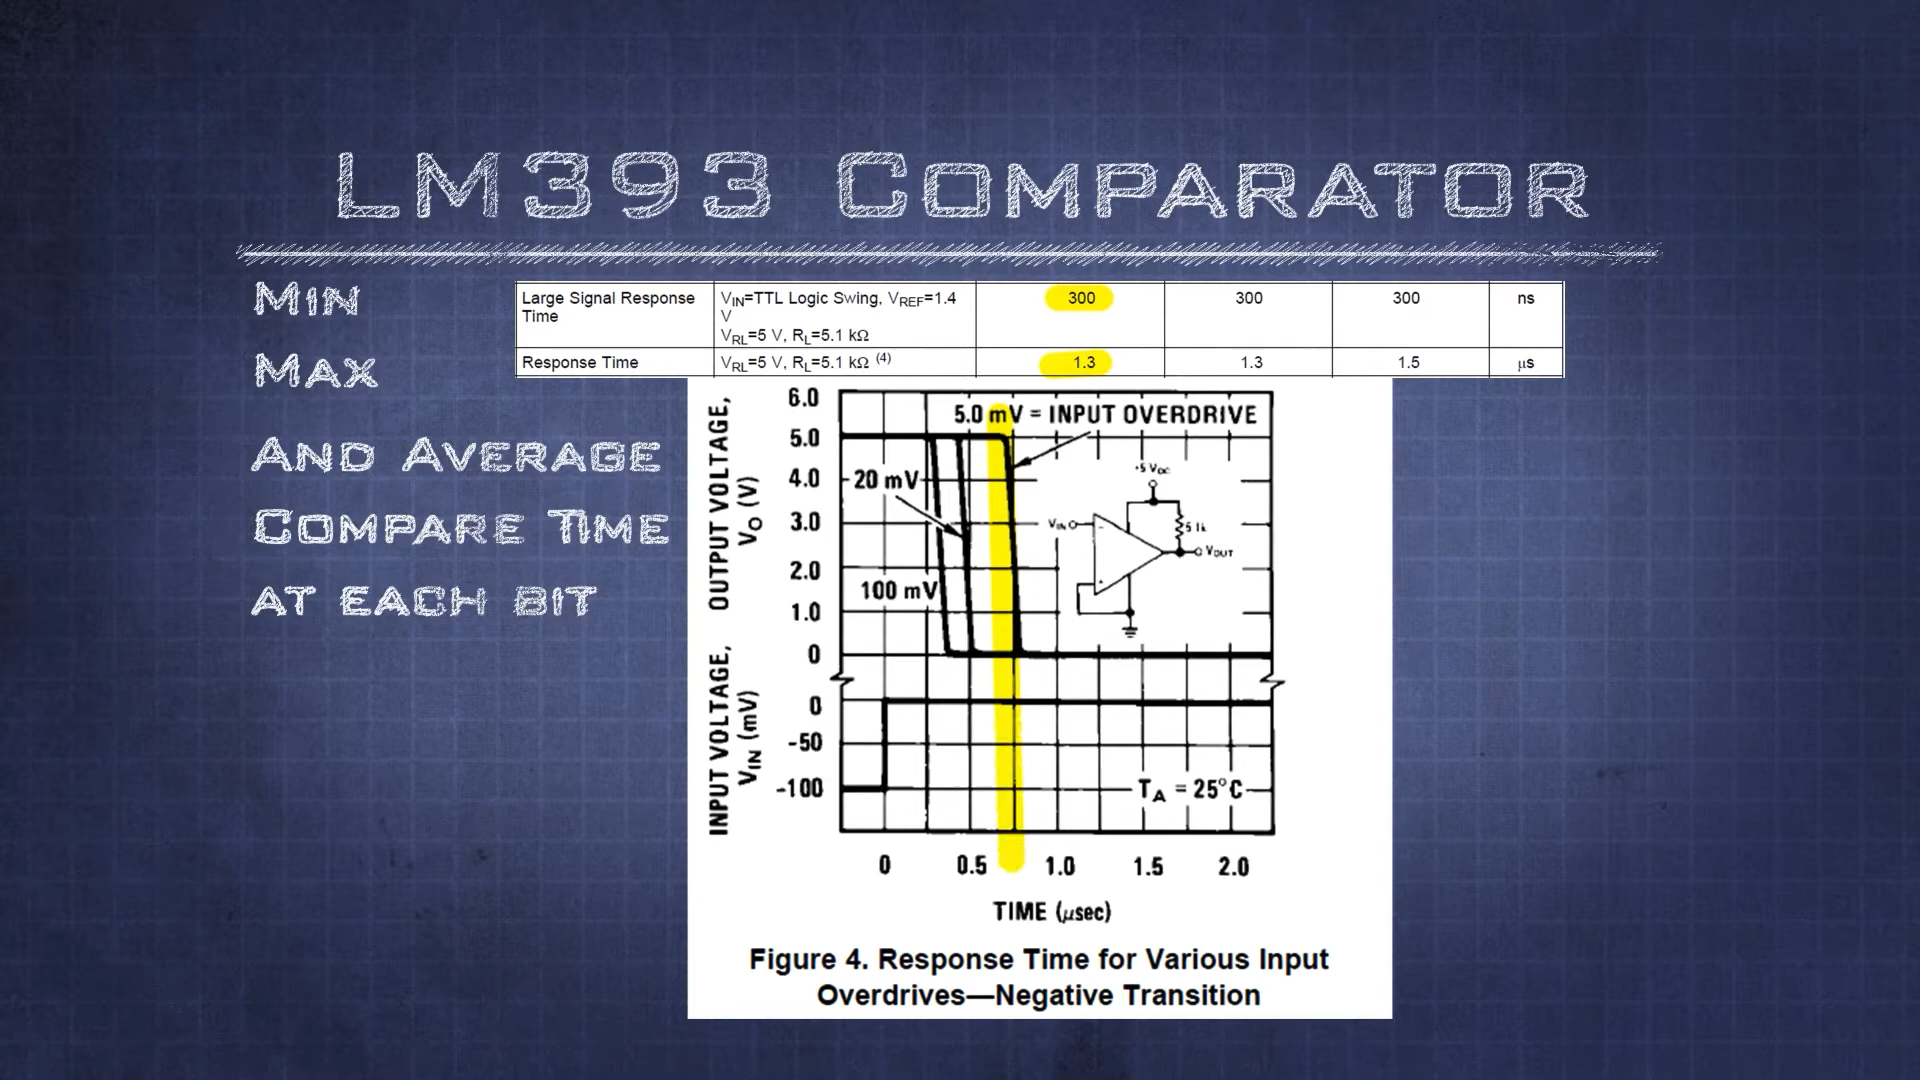 LM393 COMPARATOR
MIN
Large Signal Response Time
VIN=TTL Logic Swing, VREF=1.4 V
VRL=5 V, RL=5.1 kΩ
300
300
300
ns
MAX
Response Time
VRL=5 V, RL=5.1 kΩ (4)
1.3
1.3
1.5
μs
AND AVERAGE
COMPARE TIME
AT EACH BIT
OUTPUT VOLTAGE,
VO (V)
6.0
5.0
4.0
3.0
2.0
1.0
0
5.0 mV = INPUT OVERDRIVE
20 mV
100 mV
+5 VDC
VIN
-
+
5.1k
VOUT
INPUT VOLTAGE,
VIN (mV)
0
-50
-100
TA = 25°C
0 0.5 1.0 1.5 2.0
TIME (μsec)
Figure 4. Response Time for Various Input
Overdrives—Negative Transition